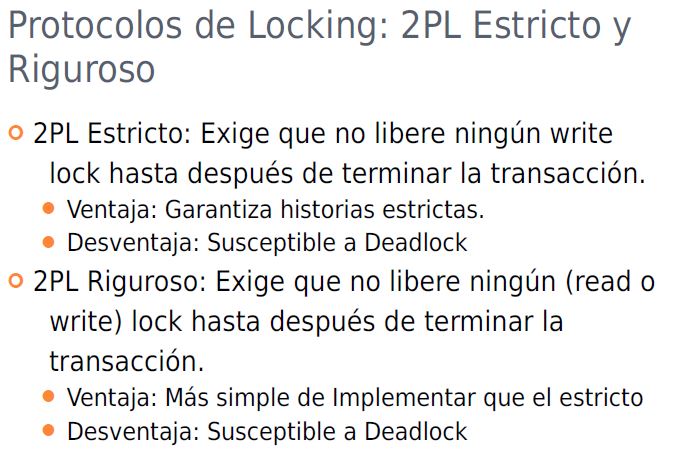 Protocolos de Locking: 2PL Estricto y
Riguroso
2PL Estricto: Exige que no libere ningún write
lock hasta después de terminar la transacción.
Ventaja: Garantiza historias estrictas.
Desventaja: Susceptible a Deadlock
2PL Riguroso: Exige que no libere ningún (read o
write) lock hasta después de terminar la
transacción.
Ventaja: Más simple de Implementar que el estricto
Desventaja: Susceptible a Deadlock